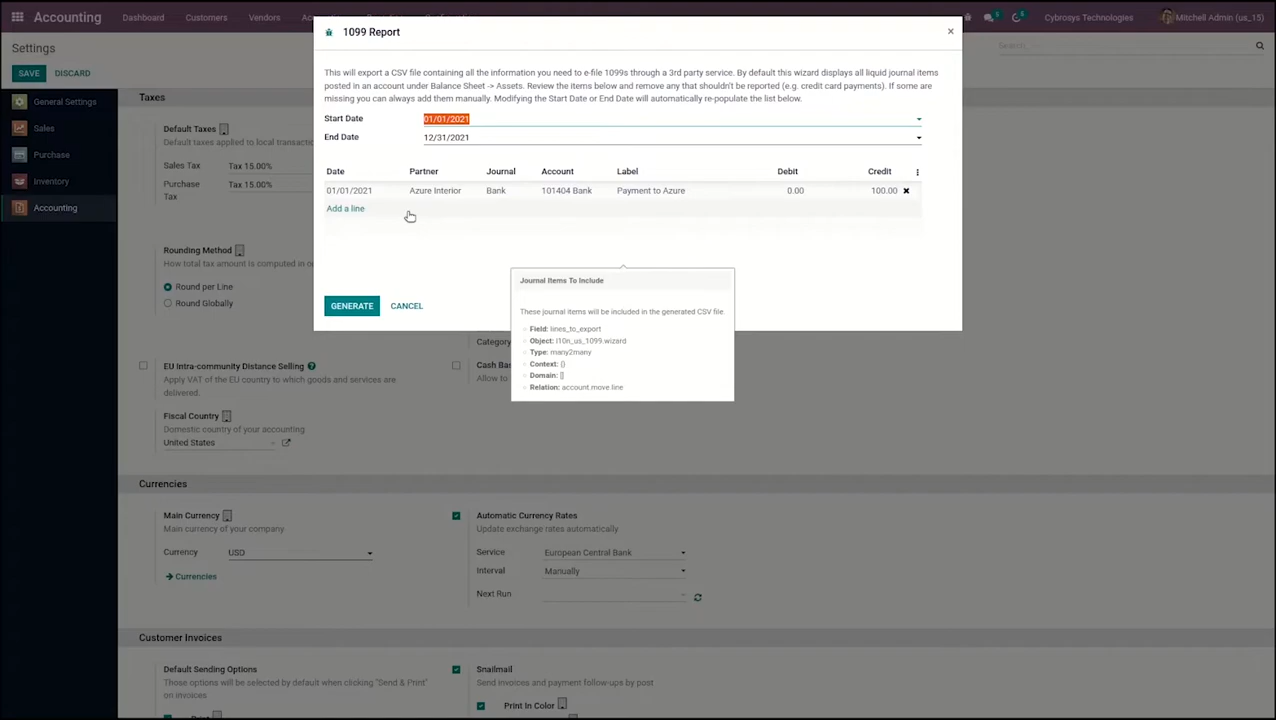 Accounting
Dashboard
Customers
Vendors
3
6
Cybrosys Technologies
Mitchell Admin (us_15)
1099 Report
Settings
Search...
SAVE
DISCARD
General Settings
Sales
Purchase
Inventory
Accounting
Taxes
Default Taxes
Default taxes applied to local transactio
Sales Tax Tax 15.00%
Purchase Tax 15.00%
Tax
Rounding Method
How total tax amount is computed in o
Round per Line
Round Globally
This will export a CSV file containing all the information you need to e-file 1099s through a 3rd party service. By default this wizard displays all liquid journal items
posted in an account under Balance Sheet -> Assets. Review the items below and remove any that shouldn't be reported (e.g. credit card payments). If some are
missing you can always add them manually. Modifying the Start Date or End Date will automatically re-populate the list below.
Start Date 01/01/2021
End Date 12/31/2021
Date Partner Journal Account Label Debit Credit
01/01/2021 Azure Interior Bank 101404 Bank Payment to Azure 0.00 100.00
Add a line
GENERATE
CANCEL
Journal Items To Include
These journal items will be included in the generated CSV file.
Field: lines_to_export
Object: l10n_us_1099.wizard
Type: many2many
Context: {}
Domain: []
Relation: account.move.line
Category
EU Intra-community Distance Selling
Apply VAT of the EU country to which goods and services are
delivered.
Cash Ba
Allow to
Fiscal Country
Domestic country of your accounting
United States
Currencies
Main Currency
Main currency of your company
Currency USD
Currencies
Automatic Currency Rates
Update exchange rates automatically
Service European Central Bank
Interval Manually
Next Run
Customer Invoices
Default Sending Options
Those options will be selected by default when clicking "Send & Print"
on invoices
Print
Snailmail
Send invoices and payment follow-ups by post
Print In Color